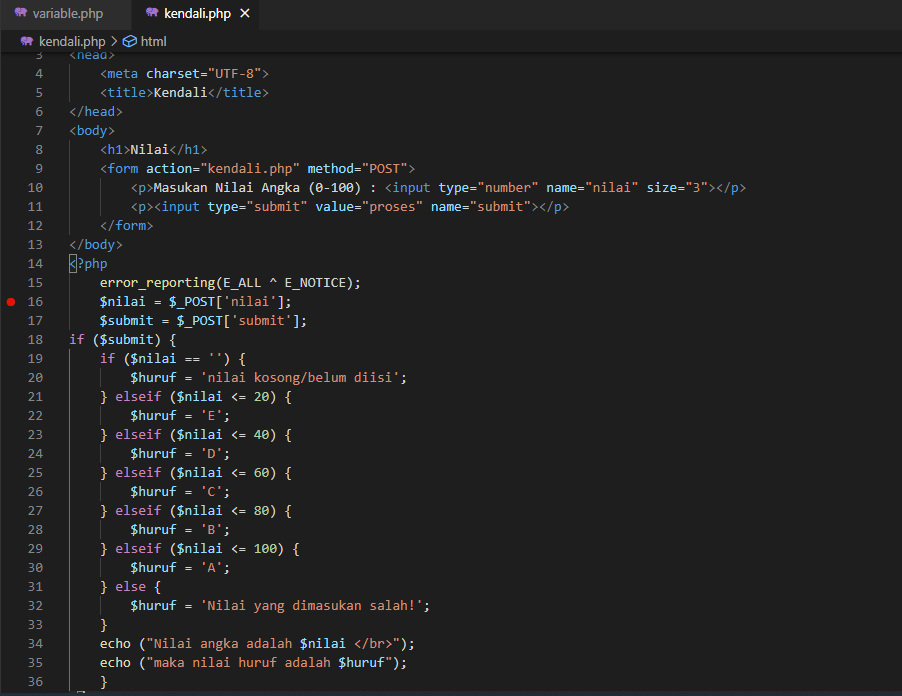 variable.php kendali.php
kendali.php > html
3 <head>
4 <meta charset="UTF-8">
5 <title>Kendali</title>
6 </head>
7 <body>
8 <h1>Nilai</h1>
9 <form action="kendali.php" method="POST">
10 <p>Masukan Nilai Angka (0-100) : <input type="number" name="nilai" size="3"></p>
11 <p><input type="submit" value="proses" name="submit"></p>
12 </form>
13 </body>
14 <?php
15 error_reporting(E_ALL ^ E_NOTICE);
16 $nilai = $_POST['nilai'];
17 $submit = $_POST['submit'];
18 if ($submit) {
19 if ($nilai == '') {
20 $huruf = 'nilai kosong/belum diisi';
21 } elseif ($nilai <= 20) {
22 $huruf = 'E';
23 } elseif ($nilai <= 40) {
24 $huruf = 'D';
25 } elseif ($nilai <= 60) {
26 $huruf = 'C';
27 } elseif ($nilai <= 80) {
28 $huruf = 'B';
29 } elseif ($nilai <= 100) {
30 $huruf = 'A';
31 } else {
32 $huruf = 'Nilai yang dimasukan salah!';
33 }
34 echo ("Nilai angka adalah $nilai </br>");
35 echo ("maka nilai huruf adalah $huruf");
36 }